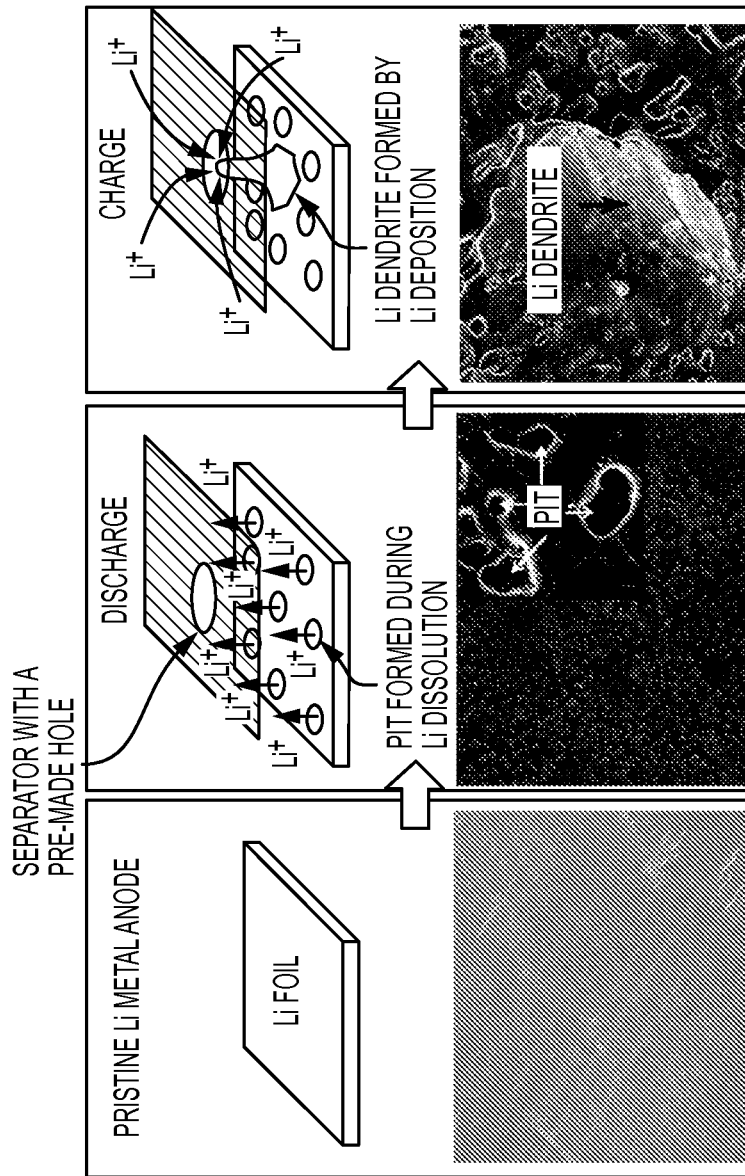 SEPARATOR WITH A
PRE-MADE HOLE
PRISTINE Li METAL ANODE
Li FOIL
DISCHARGE
Li⁺
Li⁺
Li⁺
Li⁺
Li⁺
Li⁺
Li⁺
Li⁺
PIT FORMED DURING
Li DISSOLUTION
PIT
CHARGE
Li⁺
Li⁺
Li⁺
Li⁺
Li DENDRITE FORMED BY
Li DEPOSITION
Li DENDRITE